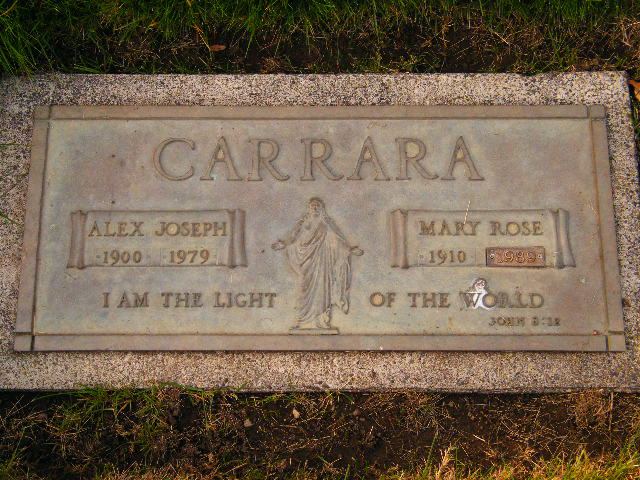 CARRARA
ALEX JOSEPH
1900 1979
MARY ROSE
1910 1989
I AM THE LIGHT OF THE WORLD
JOHN 8:12